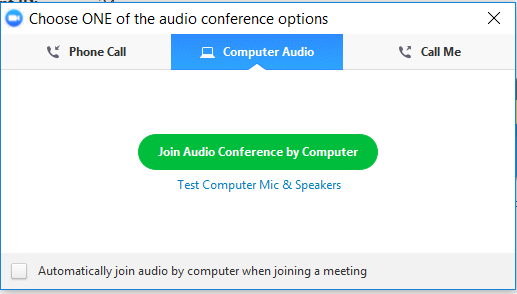 Choose ONE of the audio conference options
Phone Call
Computer Audio
Call Me
Join Audio Conference by Computer
Test Computer Mic & Speakers
Automatically join audio by computer when joining a meeting